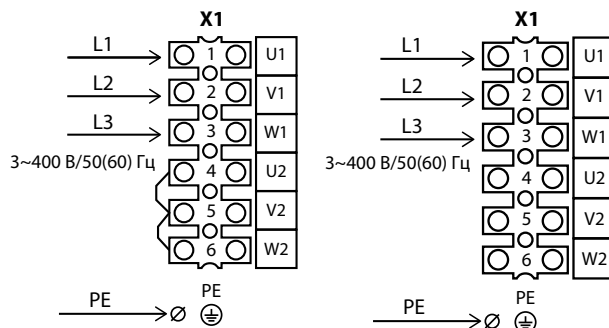 X1
L1 1 U1
L2 2 V1
L3 3 W1
3~400 В/50(60) Гц
4 U2
5 V2
6 W2
PE PE
X1
L1 1 U1
L2 2 V1
L3 3 W1
3~400 В/50(60) Гц
4 U2
5 V2
6 W2
PE PE